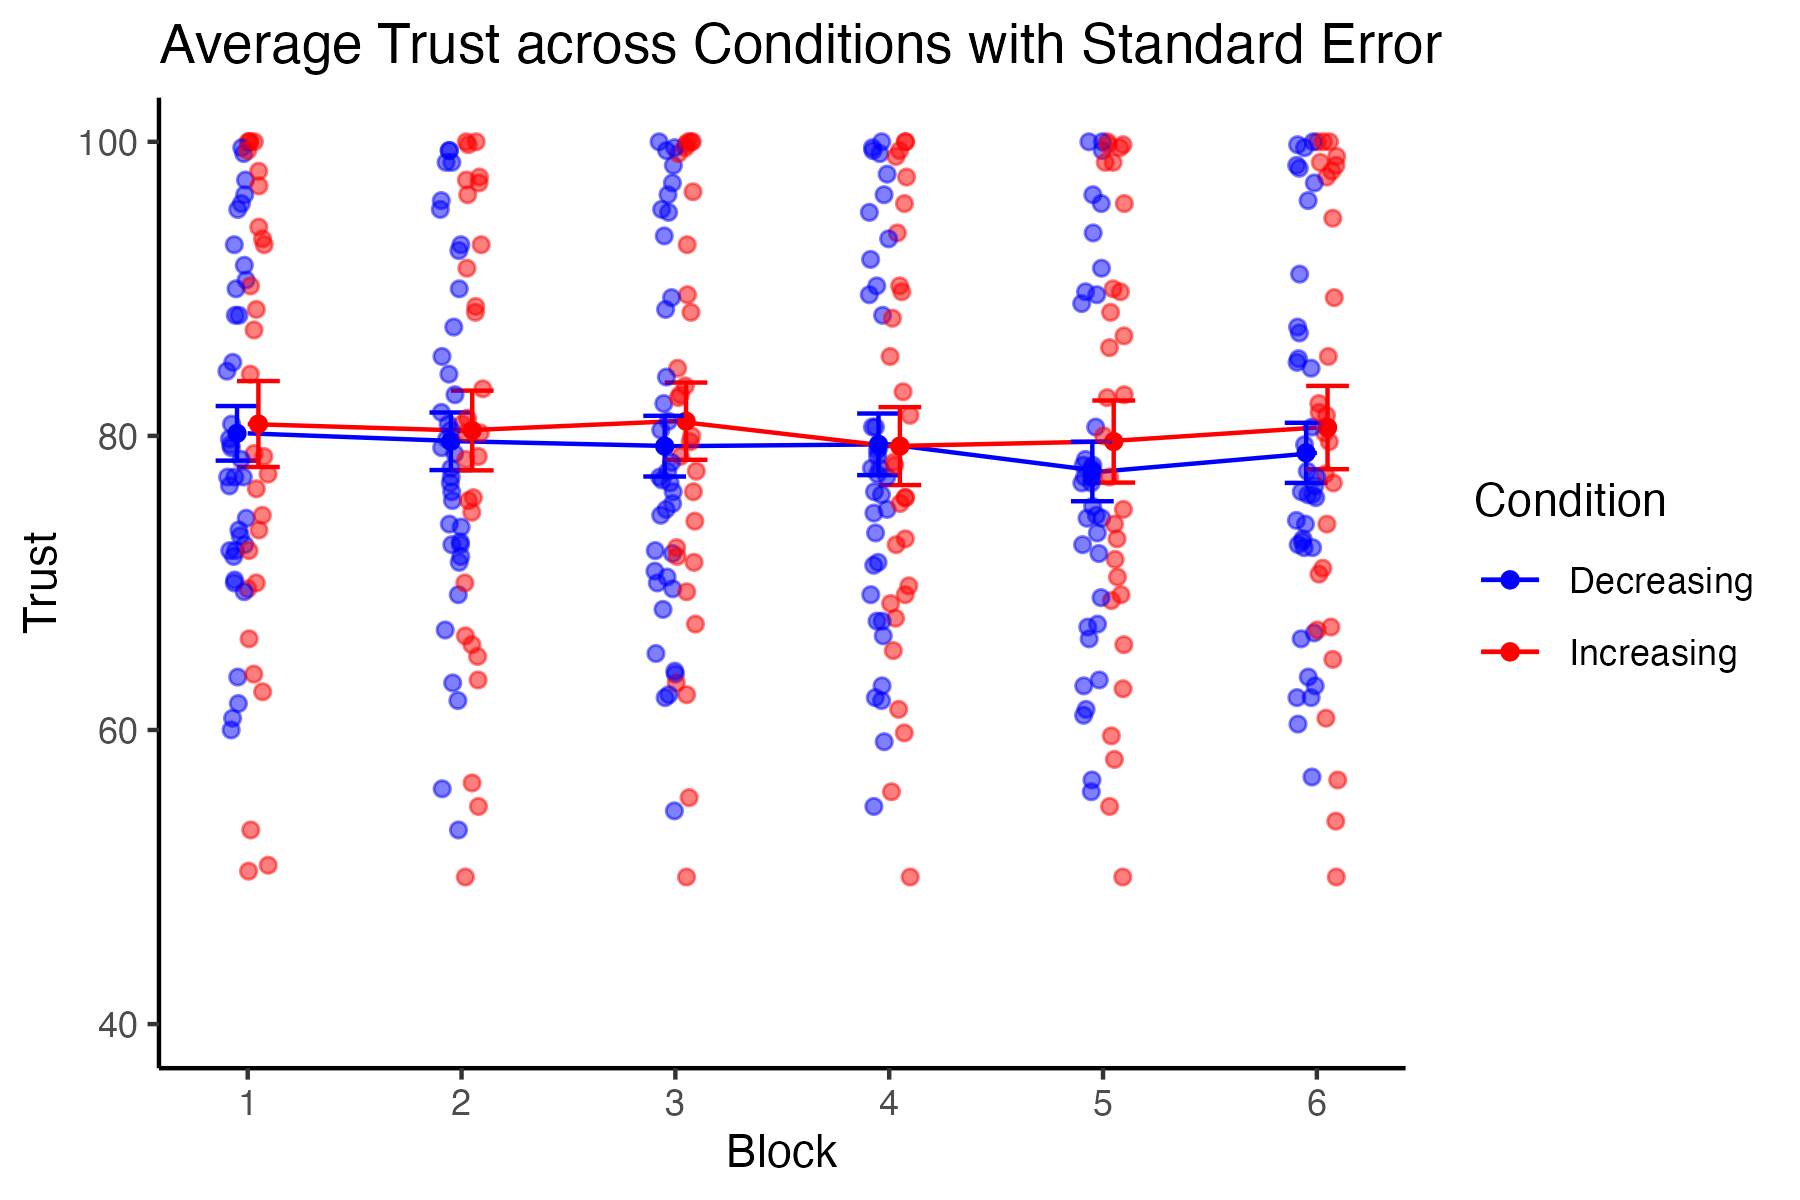 Average Trust across Conditions with Standard Error
Trust
100
80
60
40
1 2 3 4 5 6
Block
Condition
Decreasing
Increasing